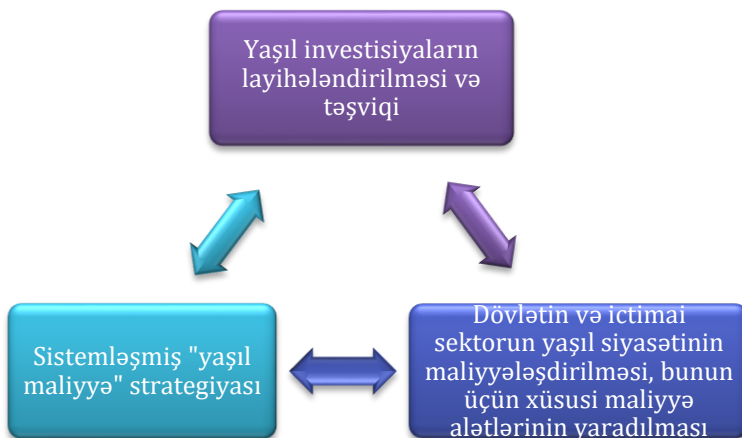 Yaşıl investisiyaların
layihələndirilməsi və
təşviqi
Sistemləşmiş "yaşıl
maliyyə" strategiyası
Dövlətin və ictimai
sektorun yaşıl siyasətinin
maliyyələşdirilməsi, bunun
üçün xüsusi maliyyə
alətlərinin yaradılması